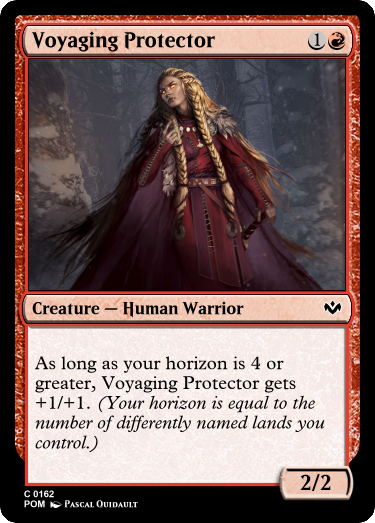 Voyaging Protector 1
Creature — Human Warrior
As long as your horizon is 4 or
greater, Voyaging Protector gets
+1/+1. (Your horizon is equal to the
number of differently named lands you
control.)
2/2
C 0162
POM Pascal Quidault